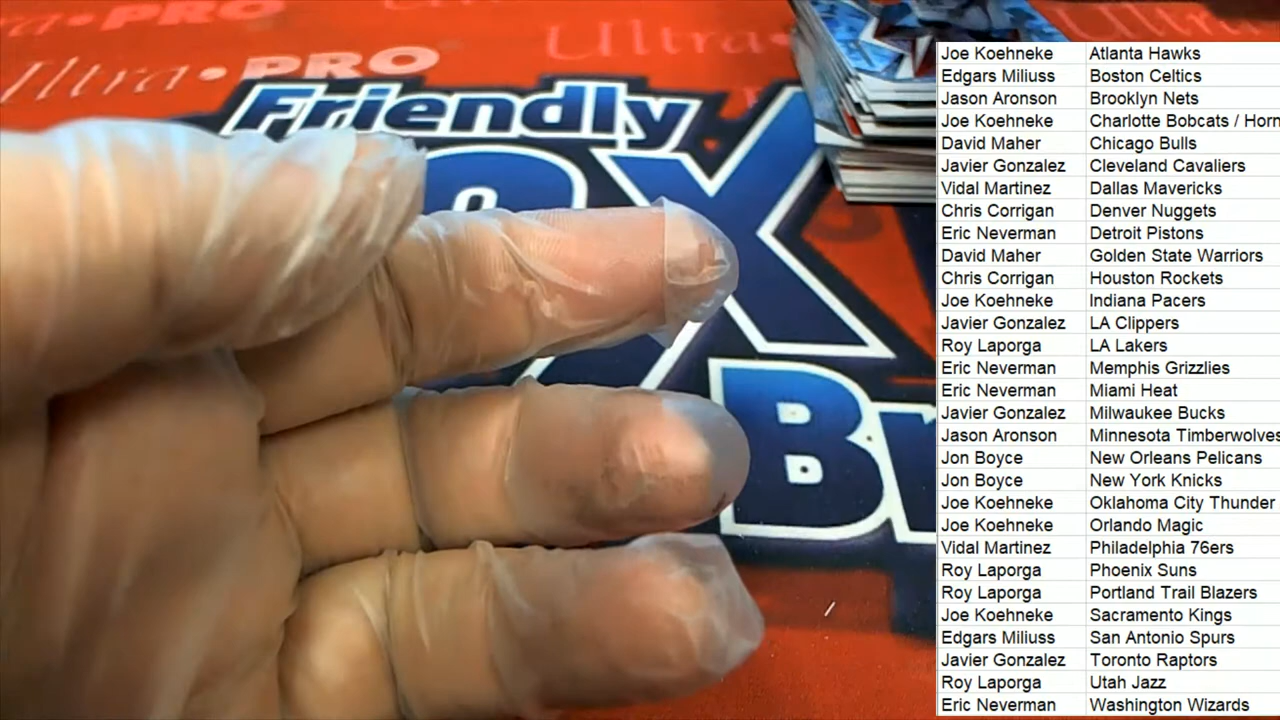 Ultra•PRO
Ultra
Ultra•PRO
Friendly
OX
Br
Joe Koehneke Atlanta Hawks
Edgars Miliuss Boston Celtics
Jason Aronson Brooklyn Nets
Joe Koehneke Charlotte Bobcats / Horn
David Maher Chicago Bulls
Javier Gonzalez Cleveland Cavaliers
Vidal Martinez Dallas Mavericks
Chris Corrigan Denver Nuggets
Eric Neverman Detroit Pistons
David Maher Golden State Warriors
Chris Corrigan Houston Rockets
Joe Koehneke Indiana Pacers
Javier Gonzalez LA Clippers
Roy Laporga LA Lakers
Eric Neverman Memphis Grizzlies
Eric Neverman Miami Heat
Javier Gonzalez Milwaukee Bucks
Jason Aronson Minnesota Timberwolves
Jon Boyce New Orleans Pelicans
Jon Boyce New York Knicks
Joe Koehneke Oklahoma City Thunder
Joe Koehneke Orlando Magic
Vidal Martinez Philadelphia 76ers
Roy Laporga Phoenix Suns
Roy Laporga Portland Trail Blazers
Joe Koehneke Sacramento Kings
Edgars Miliuss San Antonio Spurs
Javier Gonzalez Toronto Raptors
Roy Laporga Utah Jazz
Eric Neverman Washington Wizards